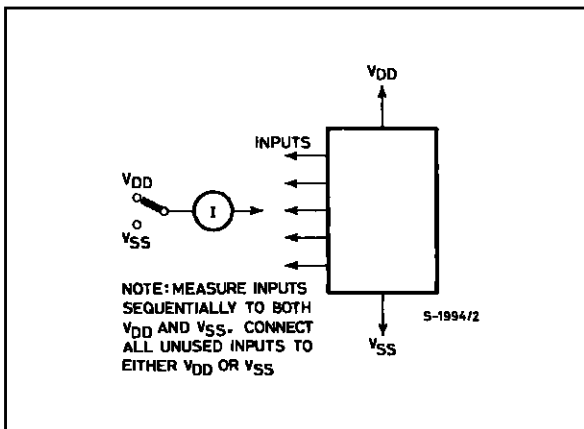 VDD
INPUTS
VDD
I
VSS
NOTE: MEASURE INPUTS
SEQUENTIALLY TO BOTH
VDD AND VSS. CONNECT
ALL UNUSED INPUTS TO
EITHER VDD OR VSS
S-1994/2
VSS